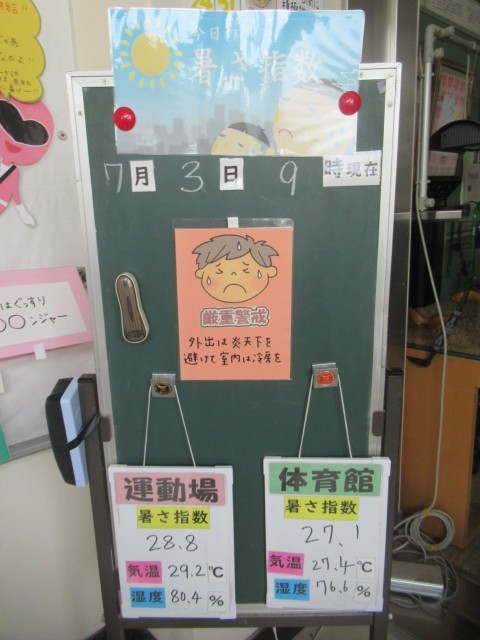 今日
暑さ指数
7月 3日 9時現在
厳重警戒
外出は炎天下を
避けて室内は冷房を
はぐっすり
〇〇ンジャー
運動場
暑さ指数
28.8
気温 29.2℃
湿度 80.4%
体育館
暑さ指数
27.1
気温 27.4℃
湿度 76.6%